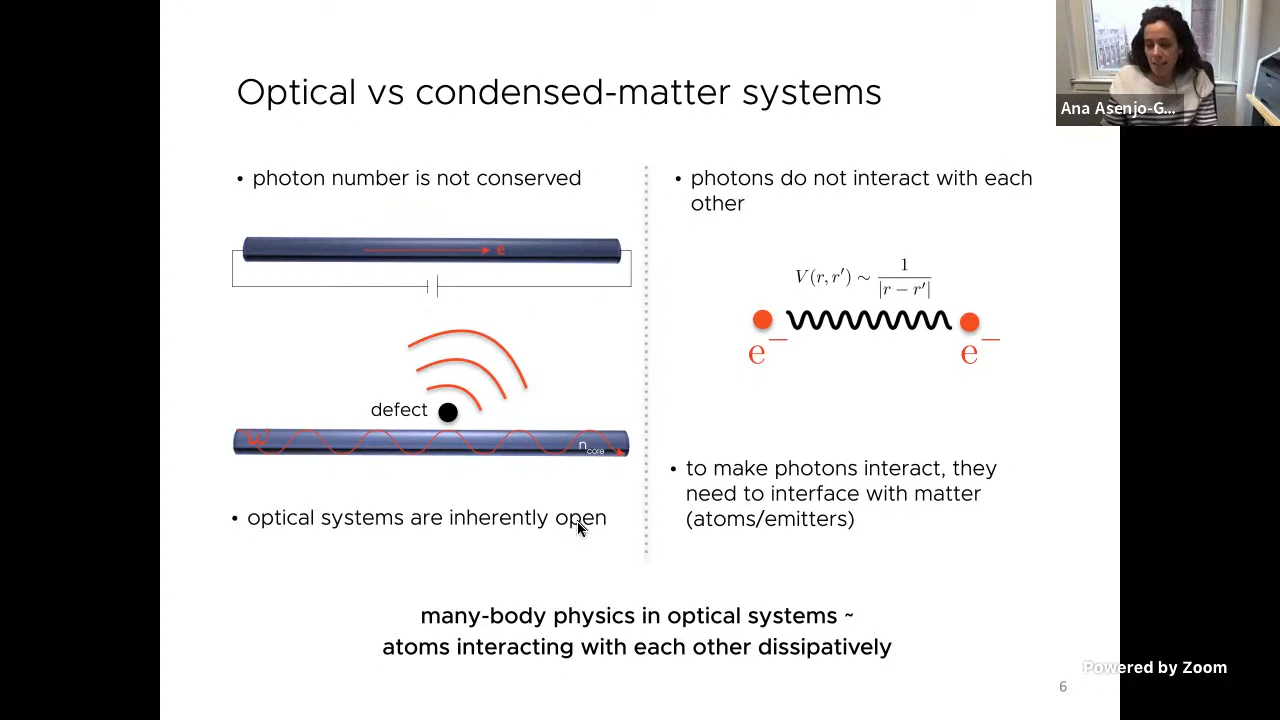 Optical vs condensed-matter systems
Ana Asenjo-G...
• photon number is not conserved
e
defect
ω
n core
• optical systems are inherently open
• photons do not interact with each
other
V(r, r′) ∼ 1 / |r − r′|
e⁻ e⁻
• to make photons interact, they
need to interface with matter
(atoms/emitters)
many-body physics in optical systems ~
atoms interacting with each other dissipatively
Powered by Zoom
6